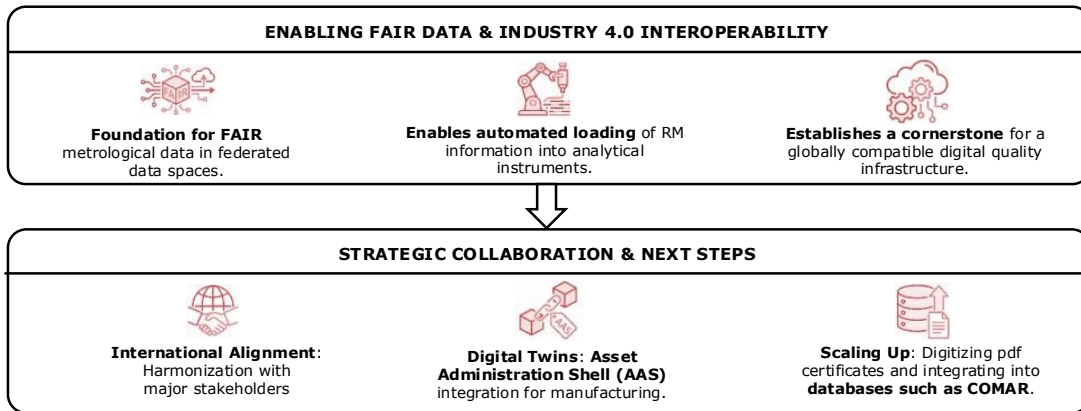 ENABLING FAIR DATA & INDUSTRY 4.0 INTEROPERABILITY
FAIR
Foundation for FAIR
metrological data in federated
data spaces.
Enables automated loading of RM
information into analytical
instruments.
Establishes a cornerstone for a
globally compatible digital quality
infrastructure.
STRATEGIC COLLABORATION & NEXT STEPS
International Alignment:
Harmonization with
major stakeholders
AAS
Digital Twins: Asset
Administration Shell (AAS)
integration for manufacturing.
Scaling Up: Digitizing pdf
certificates and integrating into
databases such as COMAR.